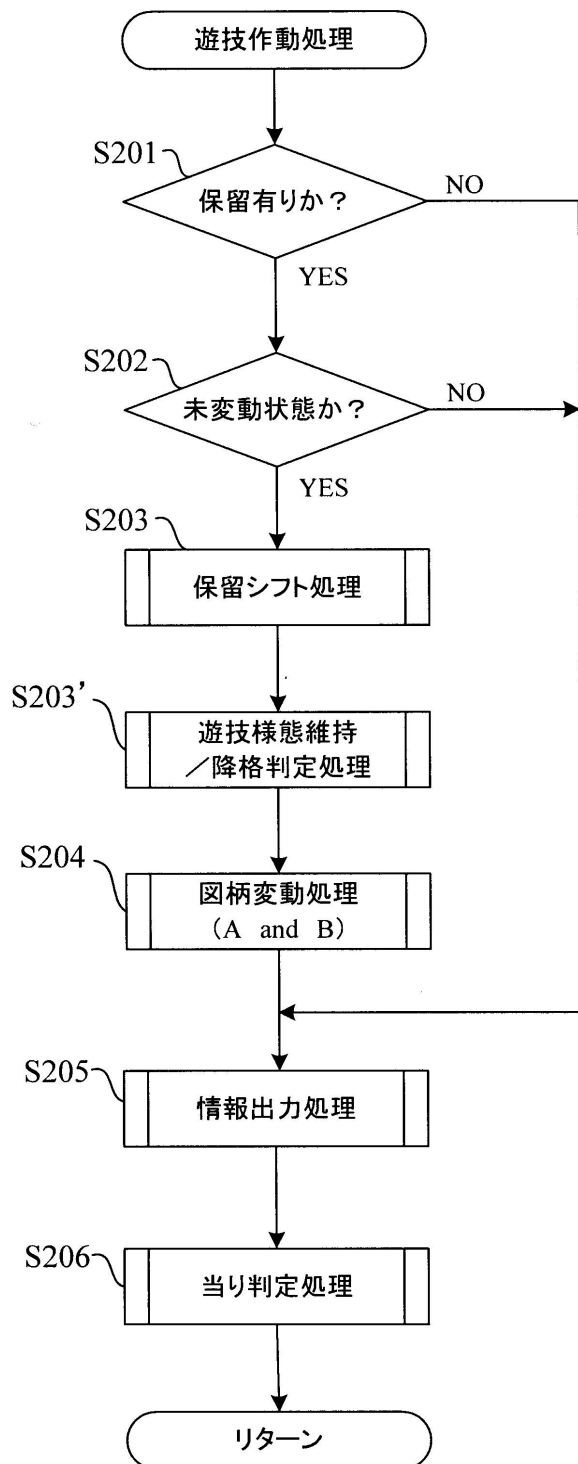 遊技作動処理
S201
保留有りか？
NO
YES
S202
未変動状態か？
NO
YES
S203
保留シフト処理
S203’
遊技様態維持
／降格判定処理
S204
図柄変動処理
（A and B）
S205
情報出力処理
S206
当り判定処理
リターン